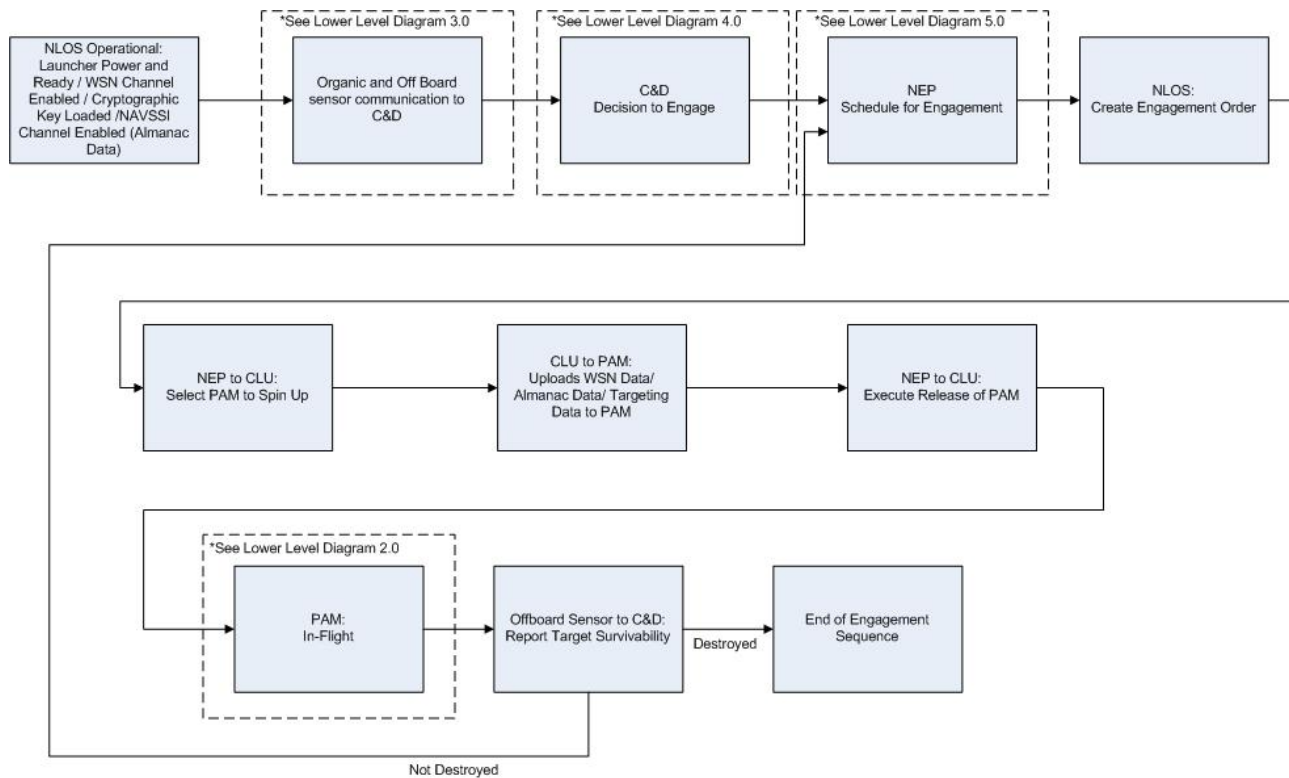 *See Lower Level Diagram 3.0
*See Lower Level Diagram 4.0
*See Lower Level Diagram 5.0
NLOS Operational:
Launcher Power and
Ready / WSN Channel
Enabled / Cryptographic
Key Loaded /NAVSSI
Channel Enabled (Almanac
Data)
Organic and Off Board
sensor communication to
C&D
C&D
Decision to Engage
NEP
Schedule for Engagement
NLOS:
Create Engagement Order
NEP to CLU:
Select PAM to Spin Up
CLU to PAM:
Uploads WSN Data/
Almanac Data/ Targeting
Data to PAM
NEP to CLU:
Execute Release of PAM
*See Lower Level Diagram 2.0
PAM:
In-Flight
Offboard Sensor to C&D:
Report Target Survivability
Destroyed
End of Engagement
Sequence
Not Destroyed